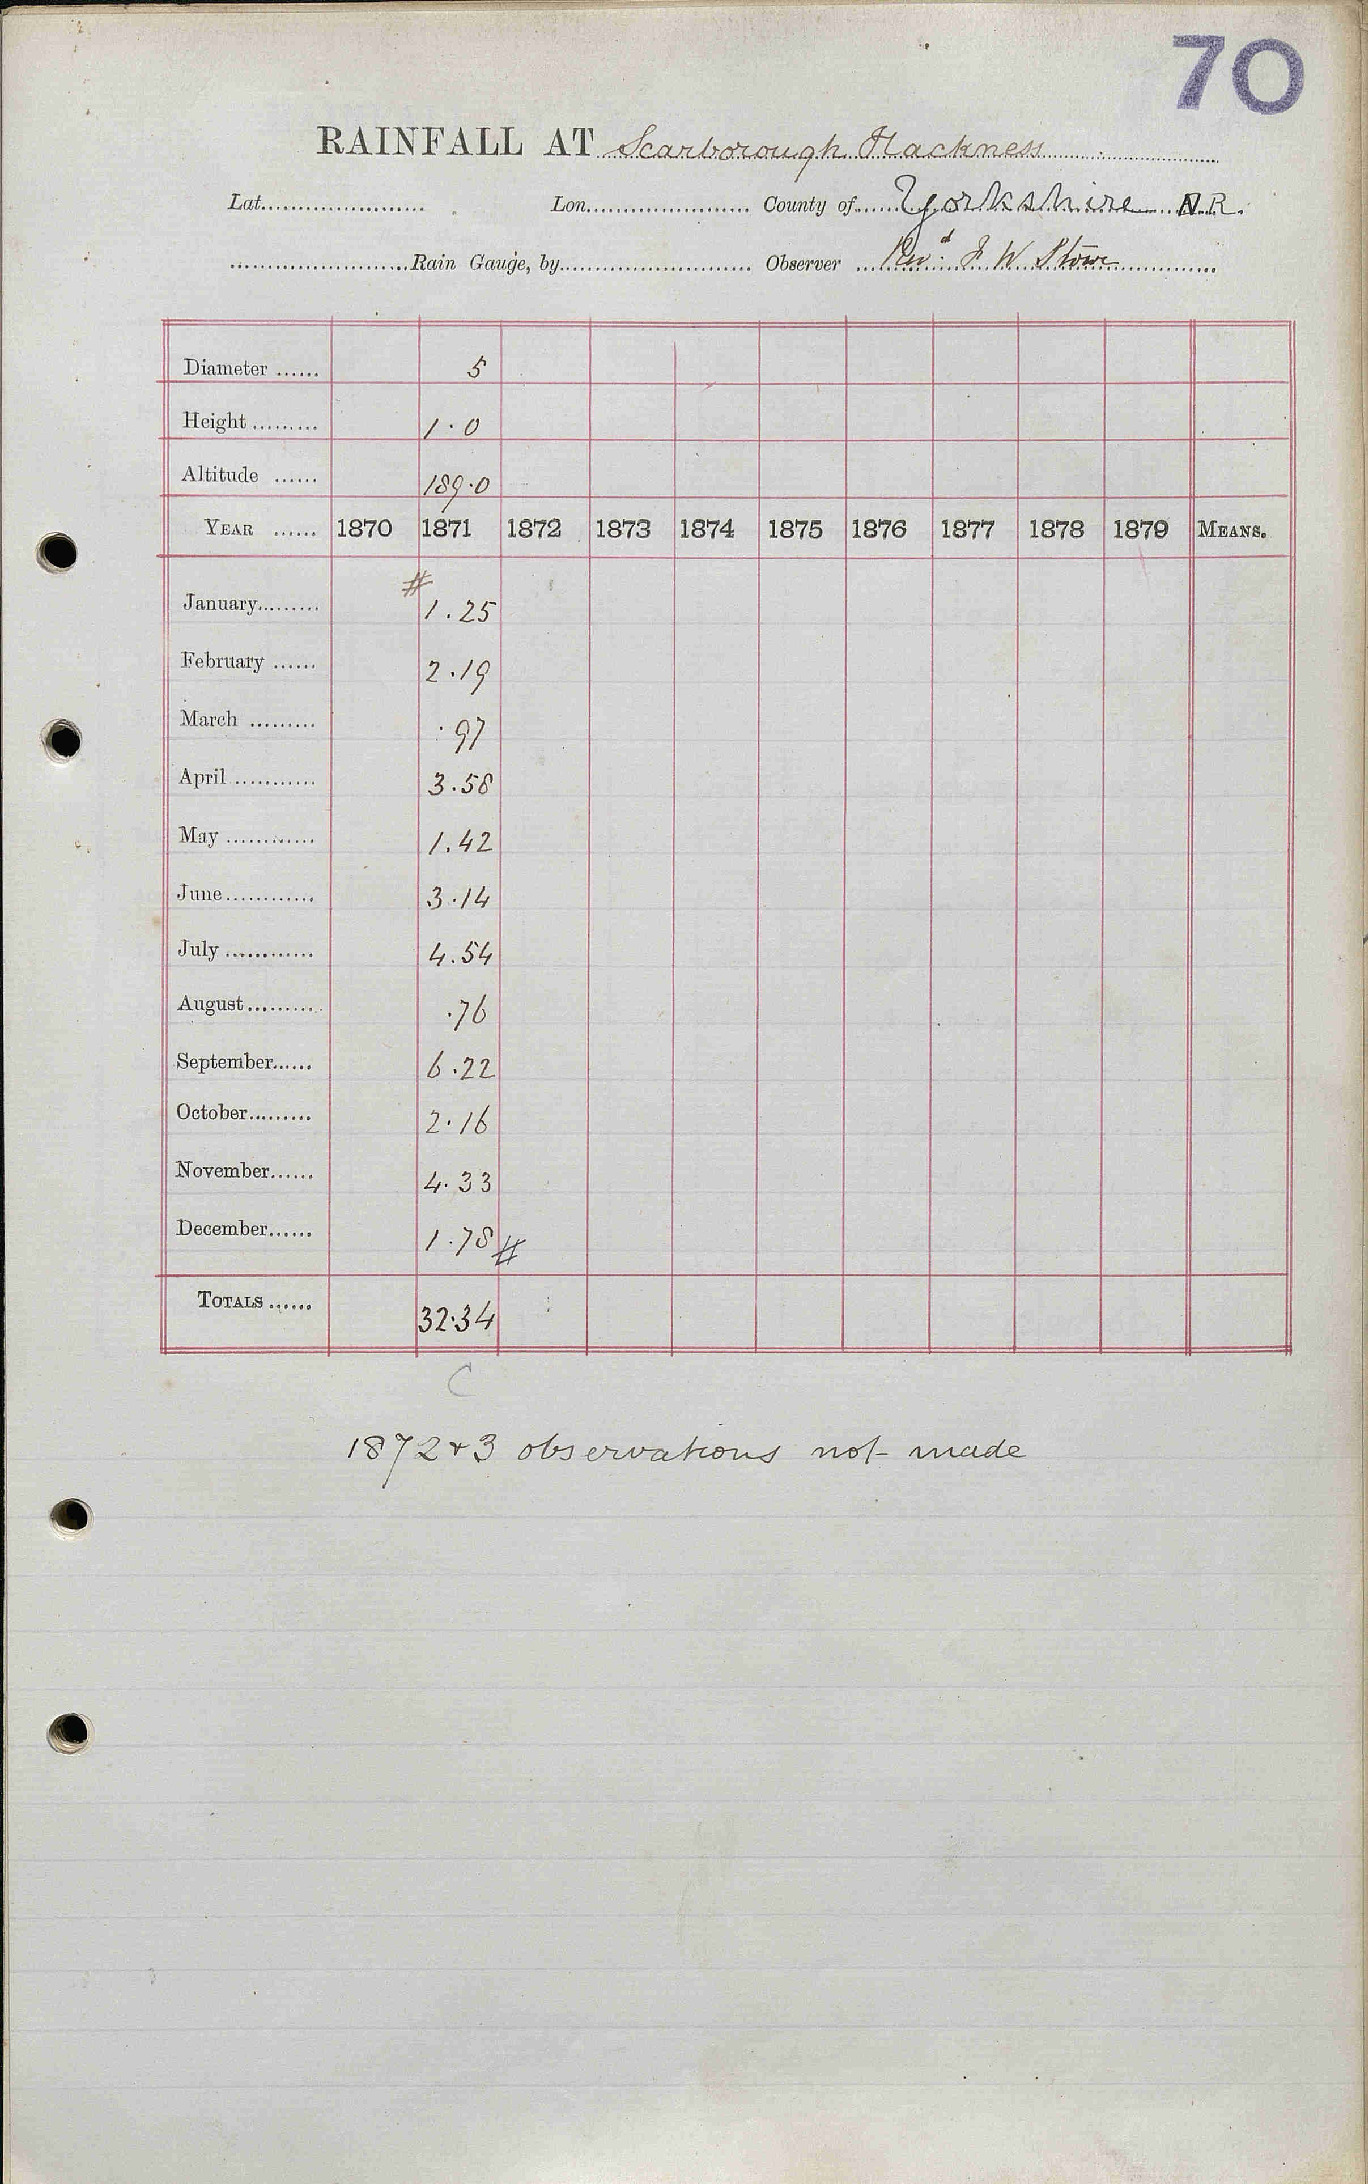 70
RAINFALL AT Scarborough Hackness
Lat. Lon. County of Yorkshire N.R.
Rain Gauge, by Observer Revd. J W Stowe
Diameter 5
Height 1.0
Altitude 189.0
YEAR 1870 1871 1872 1873 1874 1875 1876 1877 1878 1879 MEANS.
January # 1.25
February 2.19
March .97
April 3.58
May 1.42
June 3.14
July 4.54
August .76
September 6.22
October 2.16
November 4.33
December 1.78 #
TOTALS 32.34
C
1872 & 3 observations not made